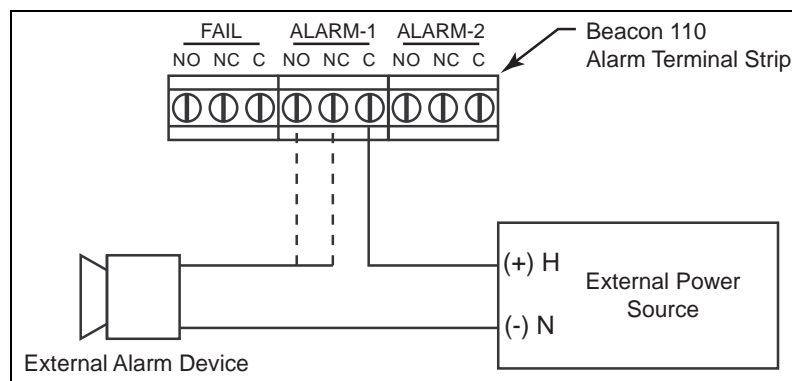 FAIL ALARM-1 ALARM-2
NO NC C NO NC C NO NC C
Beacon 110
Alarm Terminal Strip
(+) H
External Power
Source
(-) N
External Alarm Device